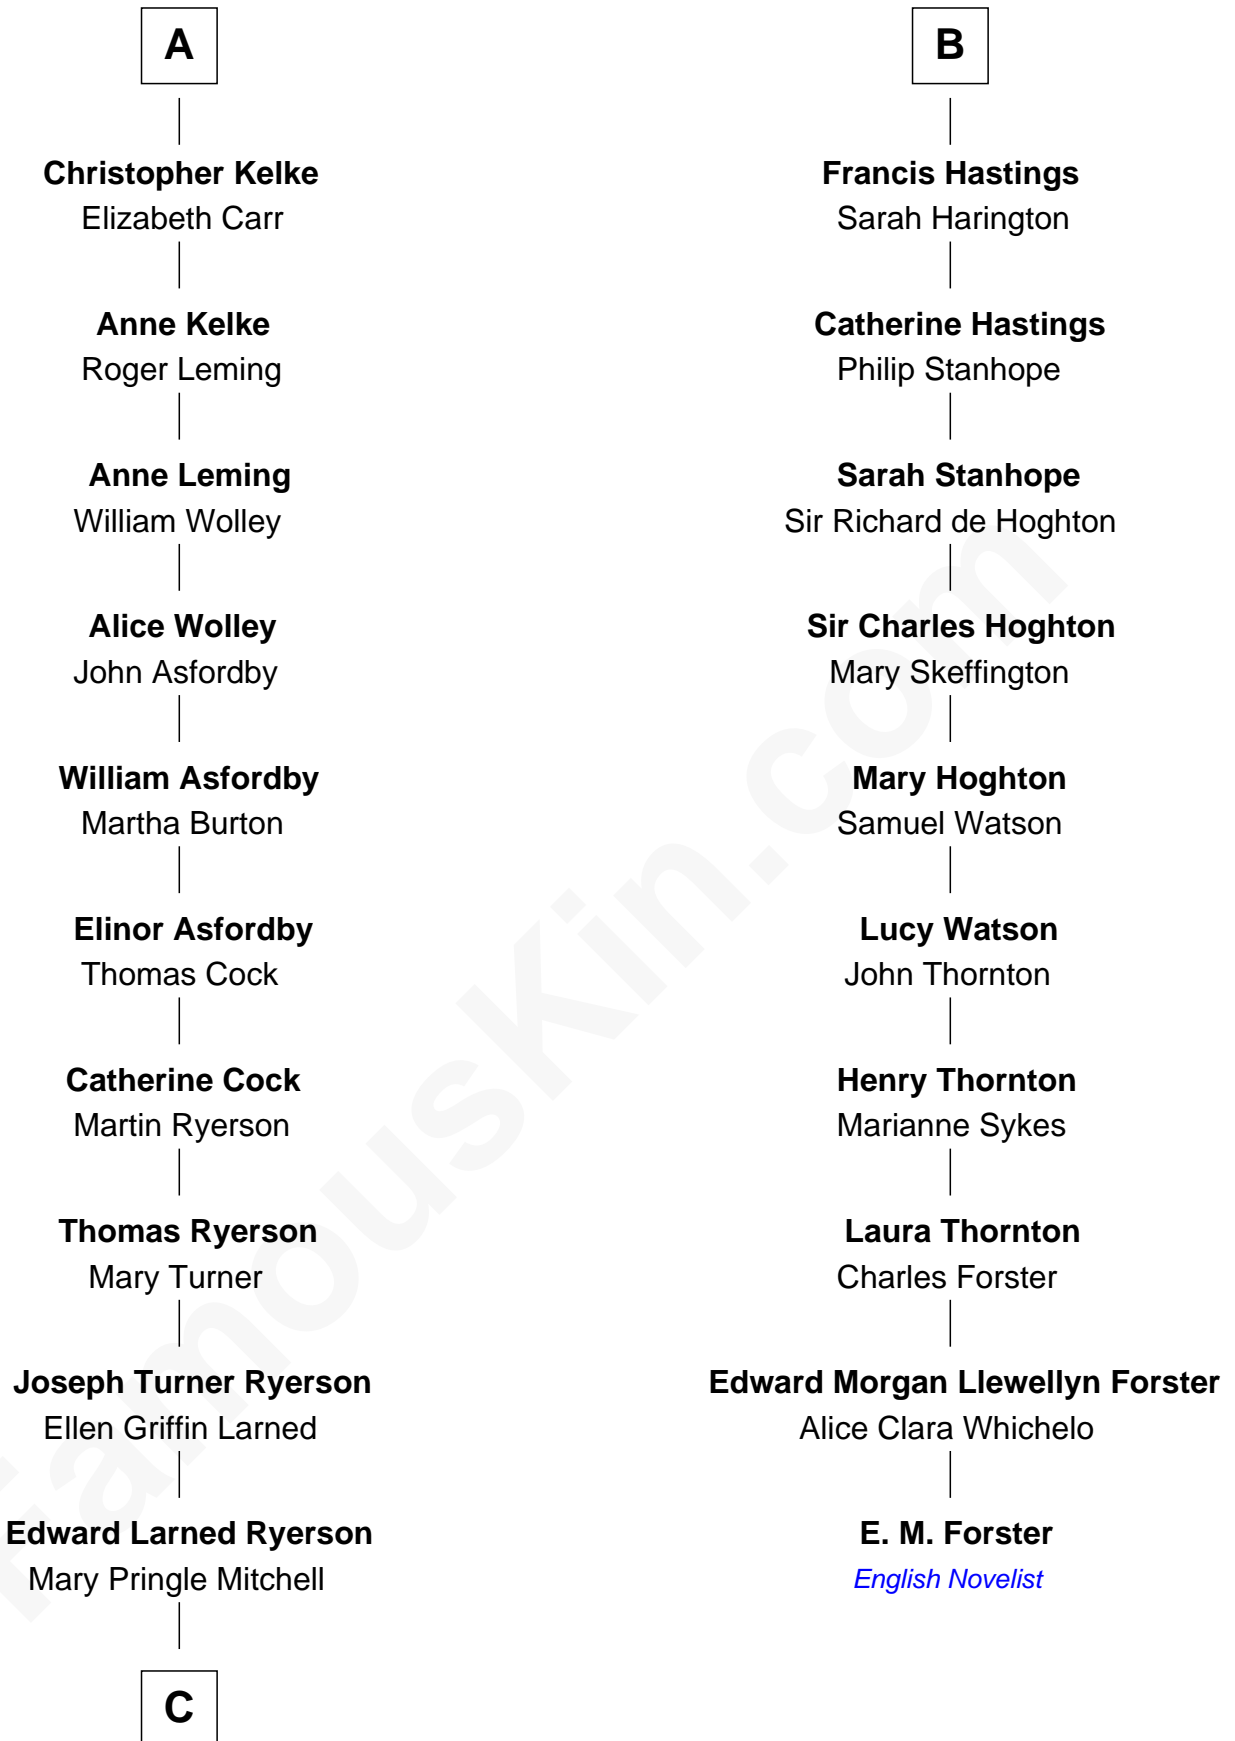 A
Christopher Kelke
Elizabeth Carr
Anne Kelke
Roger Leming
Anne Leming
William Wolley
Alice Wolley
John Asfordby
William Asfordby
Martha Burton
Elinor Asfordby
Thomas Cock
Catherine Cock
Martin Ryerson
Thomas Ryerson
Mary Turner
Joseph Turner Ryerson
Ellen Griffin Larned
Edward Larned Ryerson
Mary Pringle Mitchell
C
B
Francis Hastings
Sarah Harington
Catherine Hastings
Philip Stanhope
Sarah Stanhope
Sir Richard de Hoghton
Sir Charles Hoghton
Mary Skeffington
Mary Hoghton
Samuel Watson
Lucy Watson
John Thornton
Henry Thornton
Marianne Sykes
Laura Thornton
Charles Forster
Edward Morgan Llewellyn Forster
Alice Clara Whichelo
E. M. Forster
English Novelist
FamousKin.com